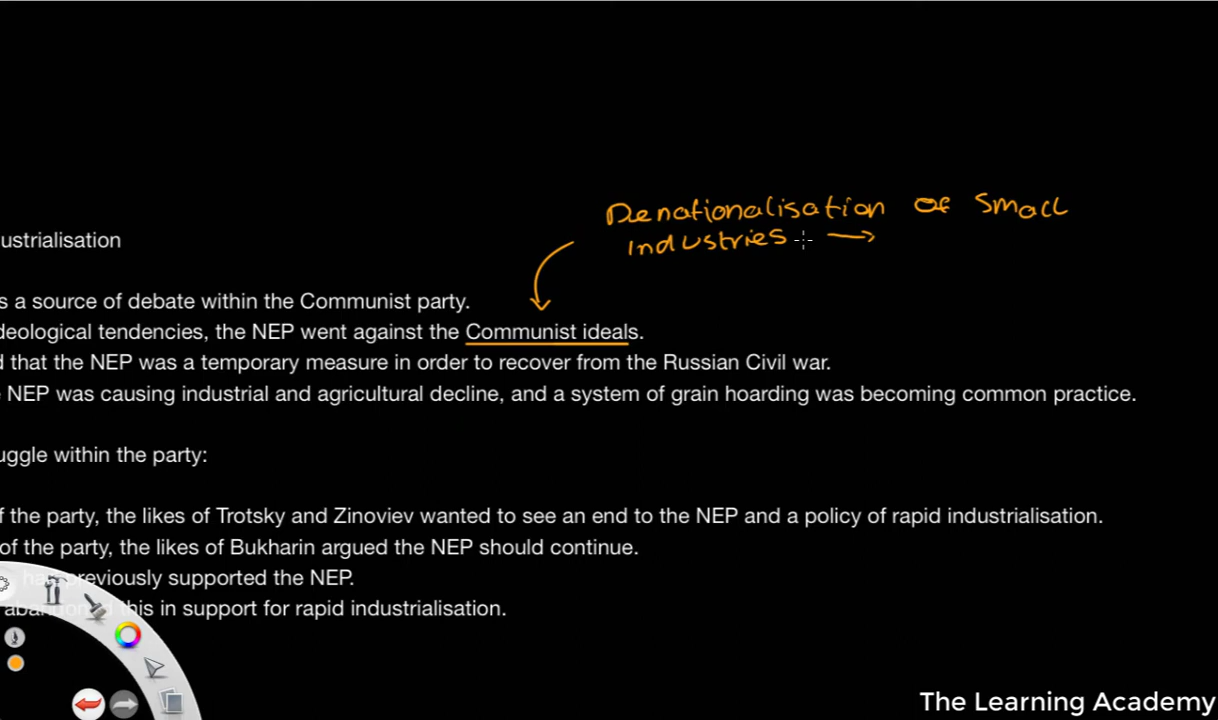 Denationalisation of small
industries →
ustrialisation
s a source of debate within the Communist party.
deological tendencies, the NEP went against the Communist ideals.
d that the NEP was a temporary measure in order to recover from the Russian Civil war.
NEP was causing industrial and agricultural decline, and a system of grain hoarding was becoming common practice.
uggle within the party:
f the party, the likes of Trotsky and Zinoviev wanted to see an end to the NEP and a policy of rapid industrialisation.
of the party, the likes of Bukharin argued the NEP should continue.
previously supported the NEP.
this in support for rapid industrialisation.
The Learning Academy